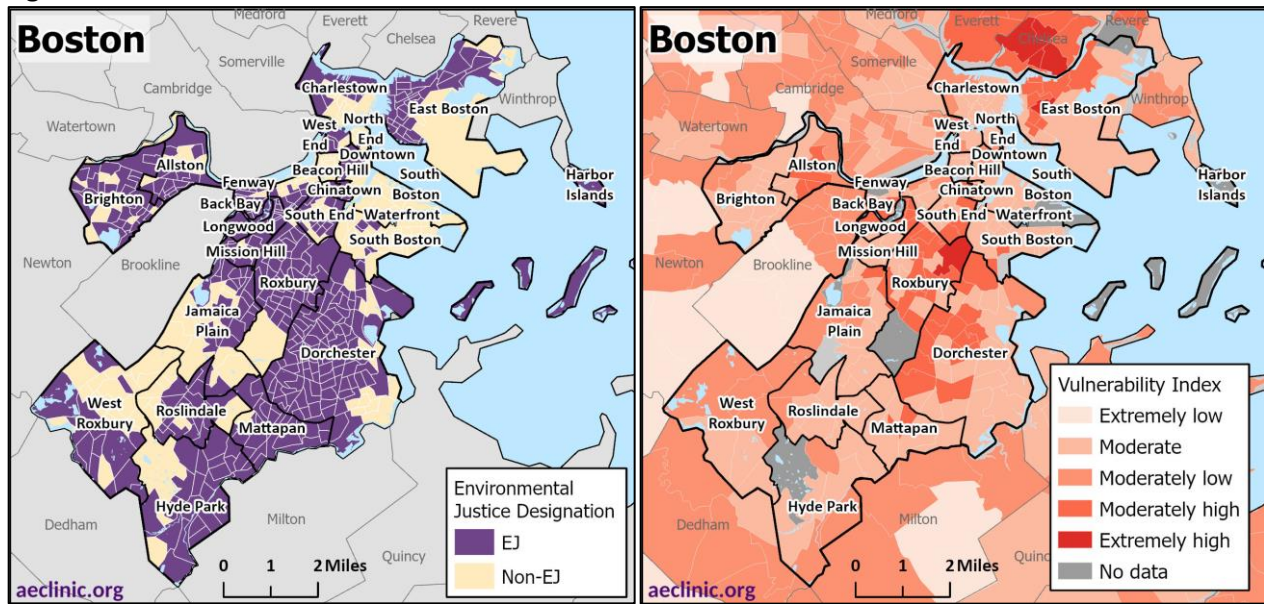 Boston
Medford
Everett
Revere
Chelsea
Somerville
Cambridge
Watertown
Winthrop
Charlestown
East Boston
West
End
North
End
Downtown
Beacon Hill
Allston
Brighton
Fenway
Back Bay
Chinatown
South
Boston
Waterfront
South End
Longwood
South Boston
Harbor
Islands
Mission Hill
Newton
Brookline
Roxbury
Jamaica
Plain
Dorchester
West
Roxbury
Roslindale
Mattapan
Hyde Park
Dedham
Milton
Quincy
Environmental
Justice Designation
EJ
Non-EJ
0 1 2 Miles
aeclinic.org
Boston
Medford
Everett
Revere
Chelsea
Somerville
Cambridge
Watertown
Winthrop
Charlestown
East Boston
West
End
North
End
Downtown
Beacon Hill
Allston
Brighton
Fenway
Back Bay
Chinatown
South
Boston
Waterfront
South End
Longwood
South Boston
Harbor
Islands
Mission Hill
Newton
Brookline
Roxbury
Jamaica
Plain
Dorchester
West
Roxbury
Roslindale
Mattapan
Hyde Park
Dedham
Milton
Vulnerability Index
Extremely low
Moderate
Moderately low
Moderately high
Extremely high
No data
0 1 2 Miles
aeclinic.org